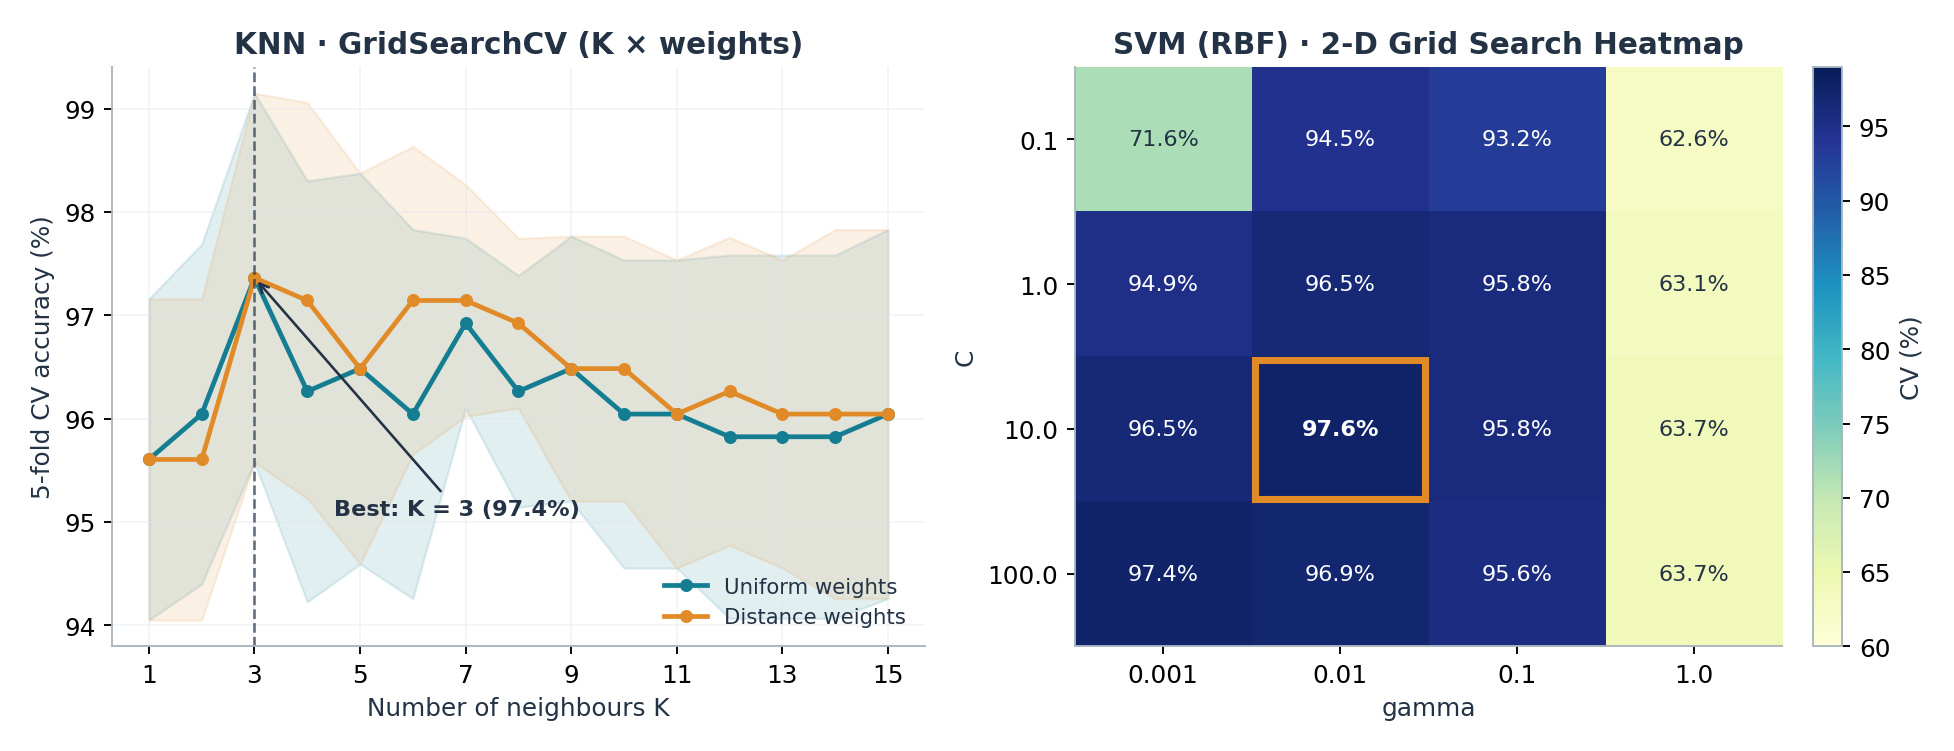 KNN · GridSearchCV (K × weights)
5-fold CV accuracy (%)
99
98
97
96
95
94
Best: K = 3 (97.4%)
Uniform weights
Distance weights
1 3 5 7 9 11 13 15
Number of neighbours K
SVM (RBF) · 2-D Grid Search Heatmap
C
0.1 71.6% 94.5% 93.2% 62.6%
1.0 94.9% 96.5% 95.8% 63.1%
10.0 96.5% 97.6% 95.8% 63.7%
100.0 97.4% 96.9% 95.6% 63.7%
0.001 0.01 0.1 1.0
gamma
95
90
85
80
75
70
65
60
CV (%)